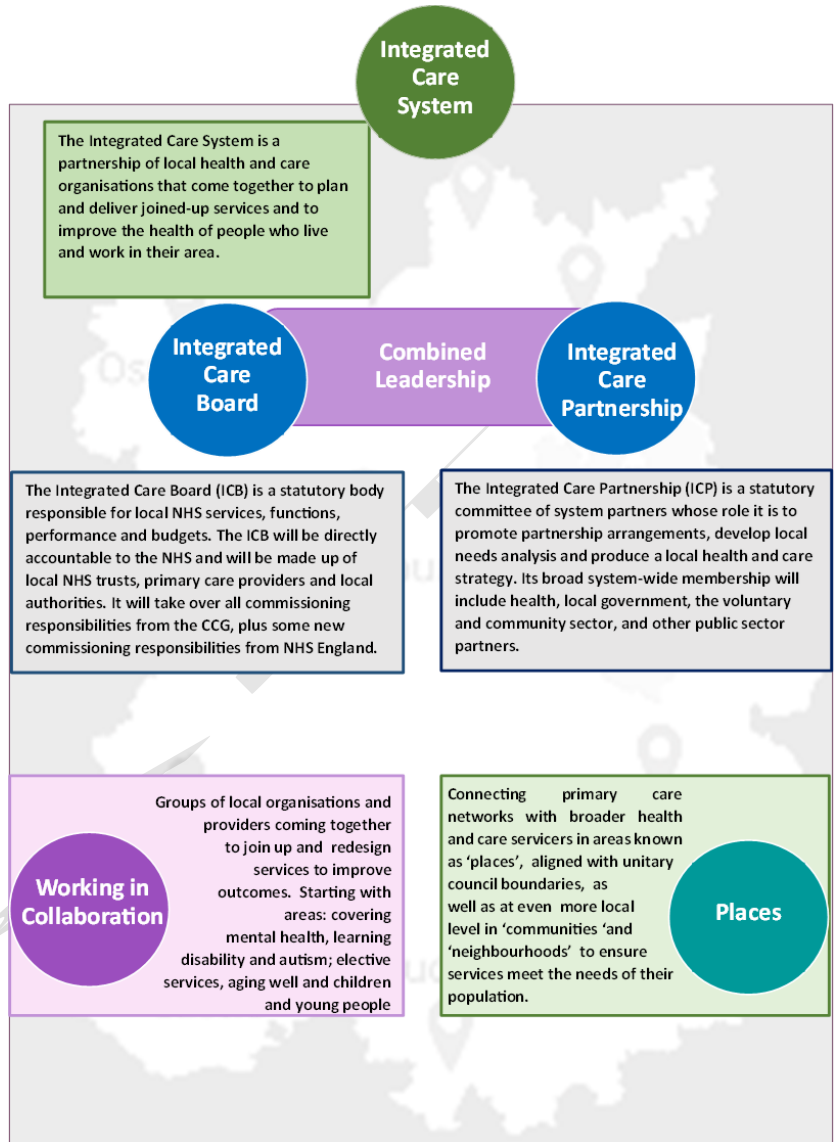 Integrated
Care
System
The Integrated Care System is a
partnership of local health and care
organisations that come together to plan
and deliver joined-up services and to
improve the health of people who live
and work in their area.
Integrated
Care
Board
Combined
Leadership
Integrated
Care
Partnership
The Integrated Care Board (ICB) is a statutory body
responsible for local NHS services, functions,
performance and budgets. The ICB will be directly
accountable to the NHS and will be made up of
local NHS trusts, primary care providers and local
authorities. It will take over all commissioning
responsibilities from the CCG, plus some new
commissioning responsibilities from NHS England.
The Integrated Care Partnership (ICP) is a statutory
committee of system partners whose role it is to
promote partnership arrangements, develop local
needs analysis and produce a local health and care
strategy. Its broad system-wide membership will
include health, local government, the voluntary
and community sector, and other public sector
partners.
Working in
Collaboration
Groups of local organisations and
providers coming together
to join up and redesign
services to improve
outcomes. Starting with
areas: covering
mental health, learning
disability and autism; elective
services, aging well and children
and young people
Connecting primary care
networks with broader health
and care servicers in areas known
as ‘places’, aligned with unitary
council boundaries, as
well as at even more local
level in ‘communities ‘and
‘neighbourhoods’ to ensure
services meet the needs of their
population.
Places